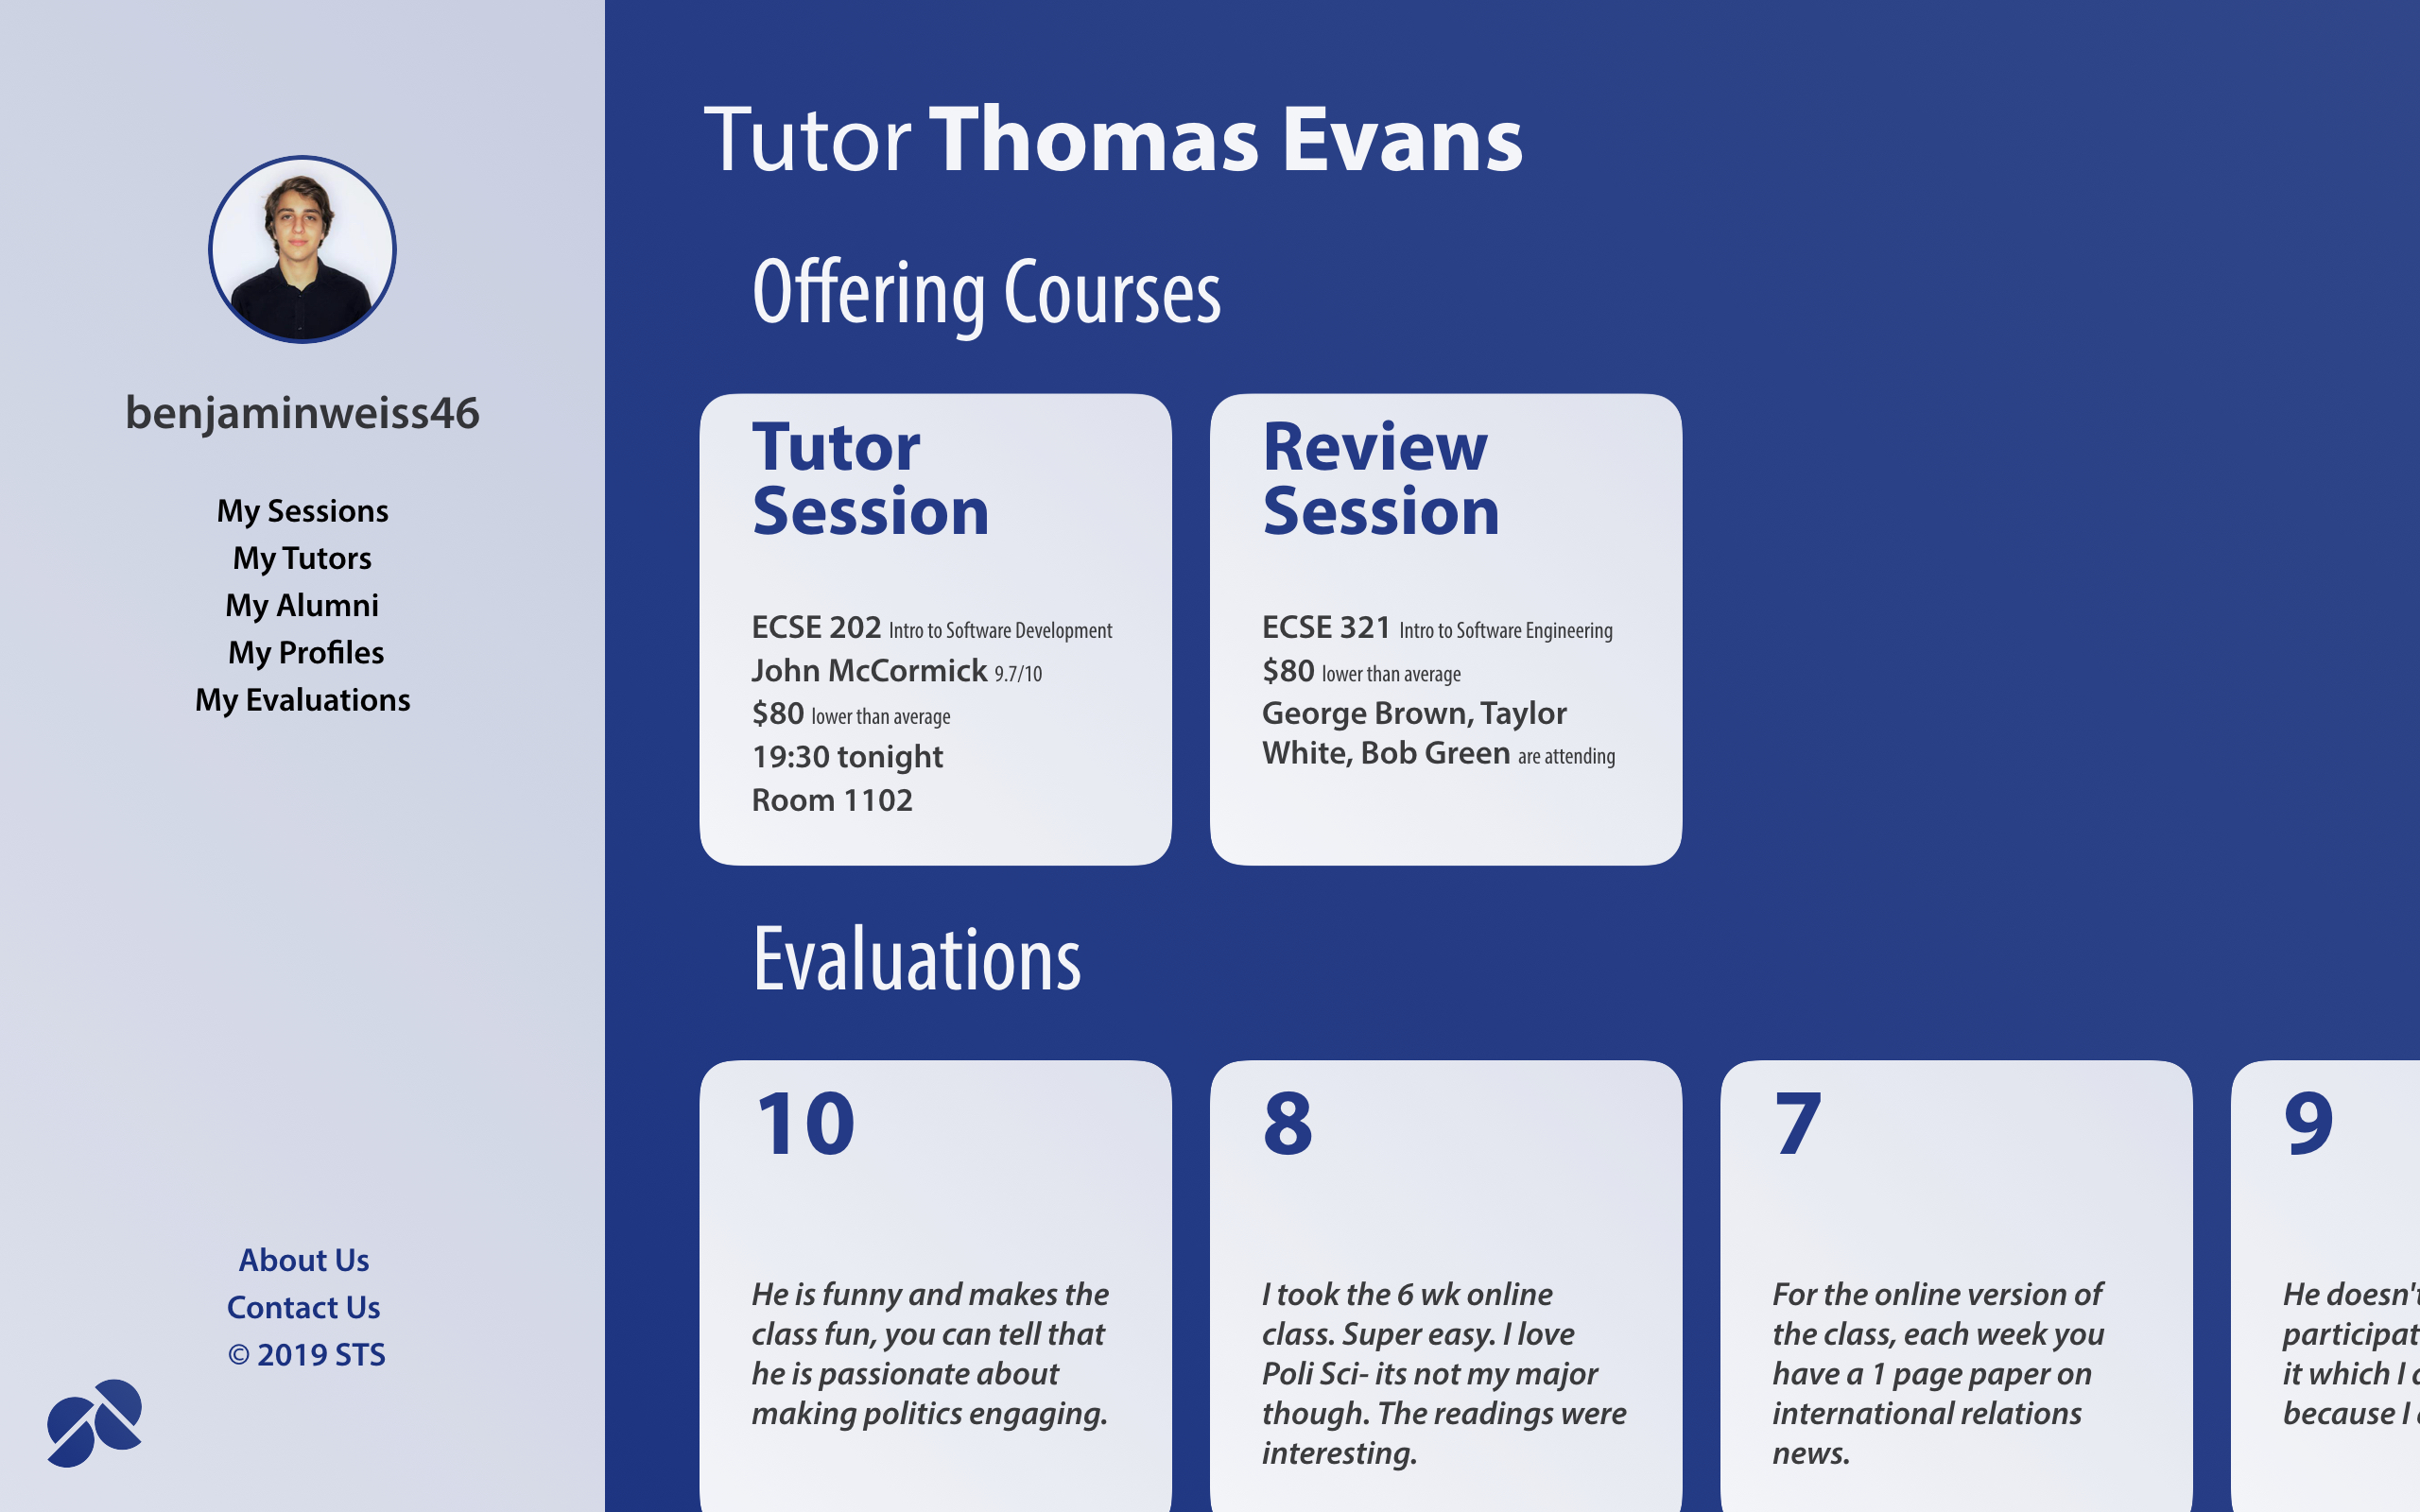 benjaminweiss46
My Sessions
My Tutors
My Alumni
My Profiles
My Evaluations
About Us
Contact Us
© 2019 STS
Tutor Thomas Evans
Offering Courses
Tutor
Session
ECSE 202 Intro to Software Development
John McCormick 9.7/10
$80 lower than average
19:30 tonight
Room 1102
Review
Session
ECSE 321 Intro to Software Engineering
$80 lower than average
George Brown, Taylor
White, Bob Green are attending
Evaluations
10
He is funny and makes the
class fun, you can tell that
he is passionate about
making politics engaging.
8
I took the 6 wk online
class. Super easy. I love
Poli Sci- its not my major
though. The readings were
interesting.
7
For the online version of
the class, each week you
have a 1 page paper on
international relations
news.
9
He
it which I
because I